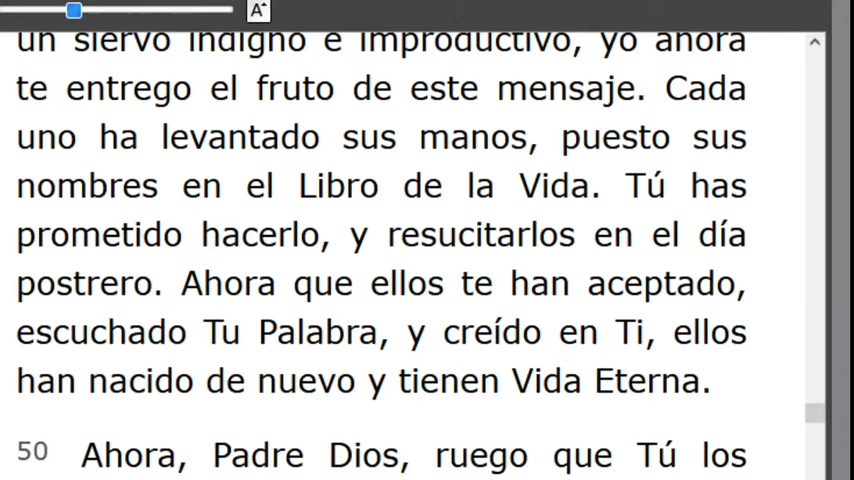 A
un siervo indigno e improductivo, yo ahora
te entrego el fruto de este mensaje. Cada
uno ha levantado sus manos, puesto sus
nombres en el Libro de la Vida. Tú has
prometido hacerlo, y resucitarlos en el día
postrero. Ahora que ellos te han aceptado,
escuchado Tu Palabra, y creído en Ti, ellos
han nacido de nuevo y tienen Vida Eterna.
50 Ahora, Padre Dios, ruego que Tú los